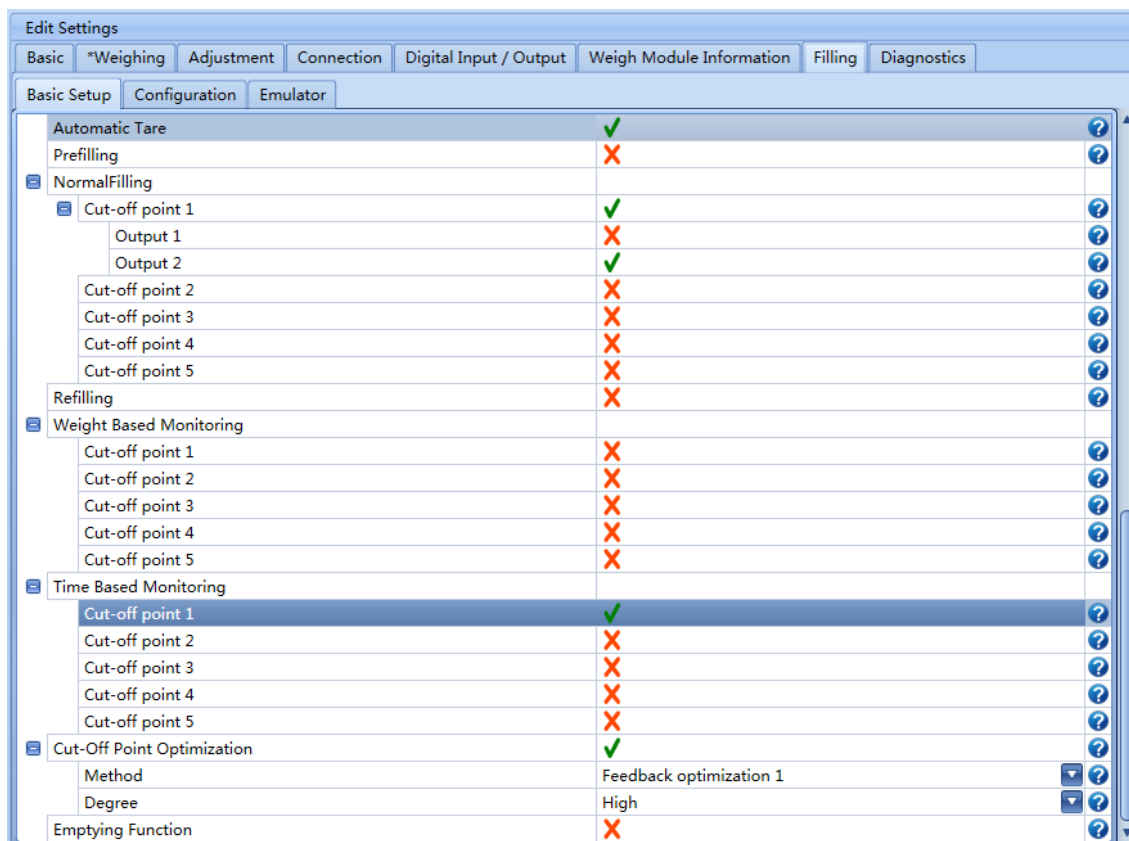 Edit Settings
Basic *Weighing Adjustment Connection Digital Input / Output Weigh Module Information Filling Diagnostics
Basic Setup Configuration Emulator
Automatic Tare
Prefilling
NormalFilling
Cut-off point 1
Output 1
Output 2
Cut-off point 2
Cut-off point 3
Cut-off point 4
Cut-off point 5
Refilling
Weight Based Monitoring
Cut-off point 1
Cut-off point 2
Cut-off point 3
Cut-off point 4
Cut-off point 5
Time Based Monitoring
Cut-off point 1
Cut-off point 2
Cut-off point 3
Cut-off point 4
Cut-off point 5
Cut-Off Point Optimization
Method Feedback optimization 1
Degree High
Emptying Function